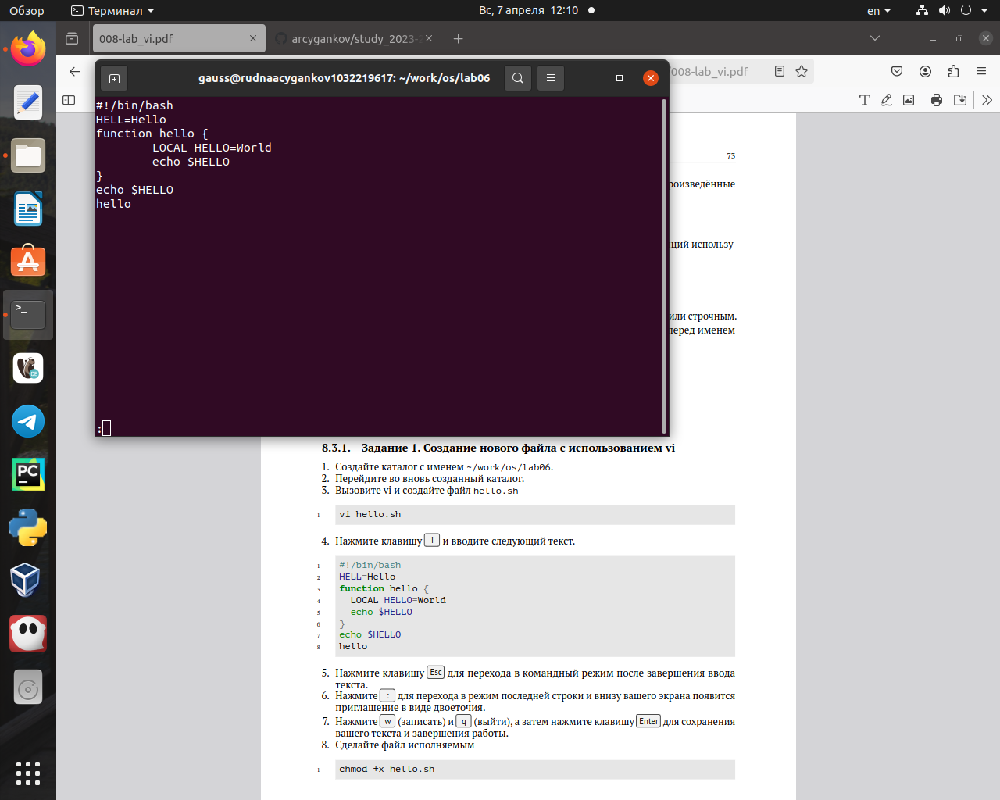 Обзор
Терминал
Вс, 7 апреля 12:10
en
008-lab_vi.pdf
arcygankov/study_2023-2
/008-lab_vi.pdf
gauss@rudnaacygankov1032219617: ~/work/os/lab06
#!/bin/bash
HELL=Hello
function hello {
LOCAL HELLO=World
echo $HELLO
}
echo $HELLO
hello
:
73
роизведённые
ций использу-
или строчным.
перед именем
8.3.1. Задание 1. Создание нового файла с использованием vi
1. Создайте каталог с именем ~/work/os/lab06.
2. Перейдите во вновь созданный каталог.
3. Вызовите vi и создайте файл hello.sh
1 vi hello.sh
4. Нажмите клавишу i и вводите следующий текст.
1 #!/bin/bash
2 HELL=Hello
3 function hello {
4 LOCAL HELLO=World
5 echo $HELLO
6 }
7 echo $HELLO
8 hello
5. Нажмите клавишу Esc для перехода в командный режим после завершения ввода
текста.
6. Нажмите : для перехода в режим последней строки и внизу вашего экрана появится
приглашение в виде двоеточия.
7. Нажмите w (записать) и q (выйти), а затем нажмите клавишу Enter для сохранения
вашего текста и завершения работы.
8. Сделайте файл исполняемым
1 chmod +x hello.sh